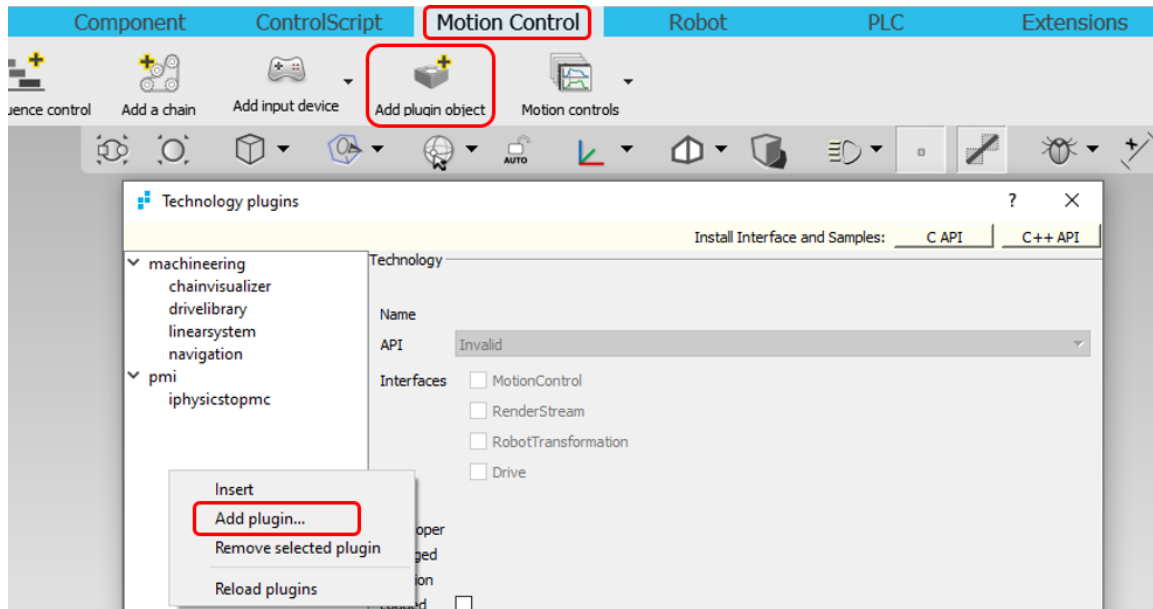 Component ControlScript Motion Control Robot PLC Extensions
uence control Add a chain Add input device Add plugin object Motion controls
AUTO
Technology plugins ?
Install Interface and Samples: C API C++ API
machineering
chainvisualizer
drivelibrary
linearsystem
navigation
pmi
iphysicstopmc
Technology
Name
API Invalid
Interfaces MotionControl
RenderStream
RobotTransformation
Drive
Insert
Add plugin...
Remove selected plugin
Reload plugins
oper
ged
ion